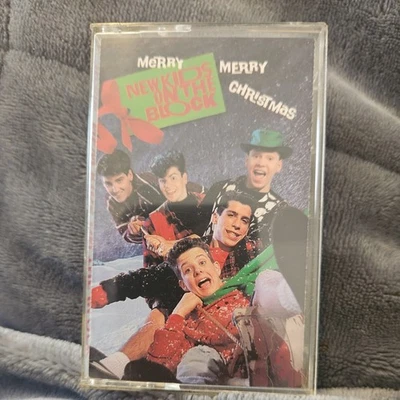 MERRY MERRY CHRISTMAS
NEW KIDS
ON THE
BLOCK